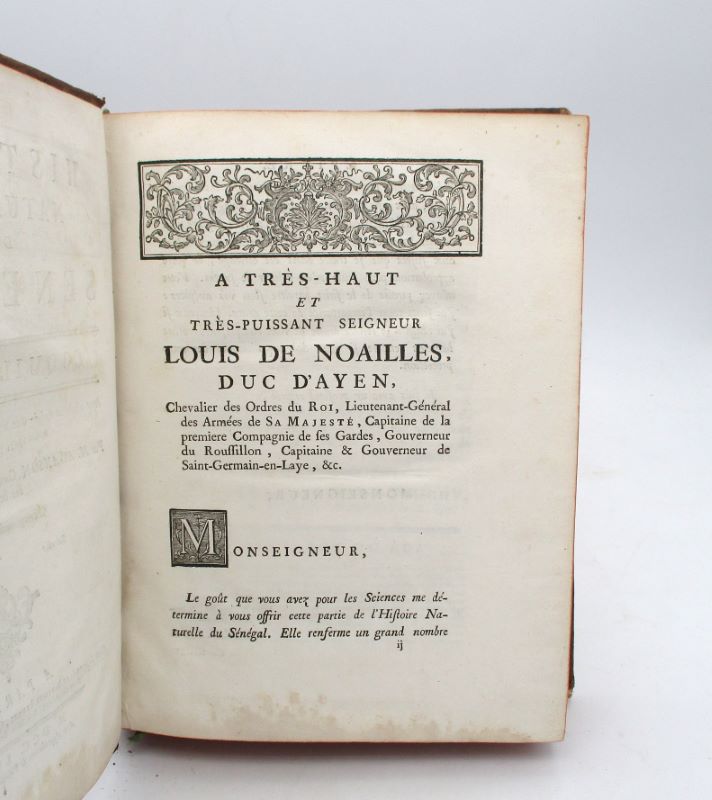 HIST
NATU
D
SENE
A TRÈS-HAUT
ET
TRÈS-PUISSANT SEIGNEUR
LOUIS DE NOAILLES,
DUC D'AYEN,
Chevalier des Ordres du ROI, Lieutenant-Général
des Armées de SA MAJESTÉ, Capitaine de la
premiere Compagnie de ſes Gardes, Gouverneur
du Rouſſillon, Capitaine & Gouverneur de
Saint-Germain-en-Laye, &c.
MONSEIGNEUR,
Le goût que vous avez pour les Sciences me dé-
termine à vous offrir cette partie de l'Hiſtoire Na-
turelle du Sénégal. Elle renferme un grand nombre
ij